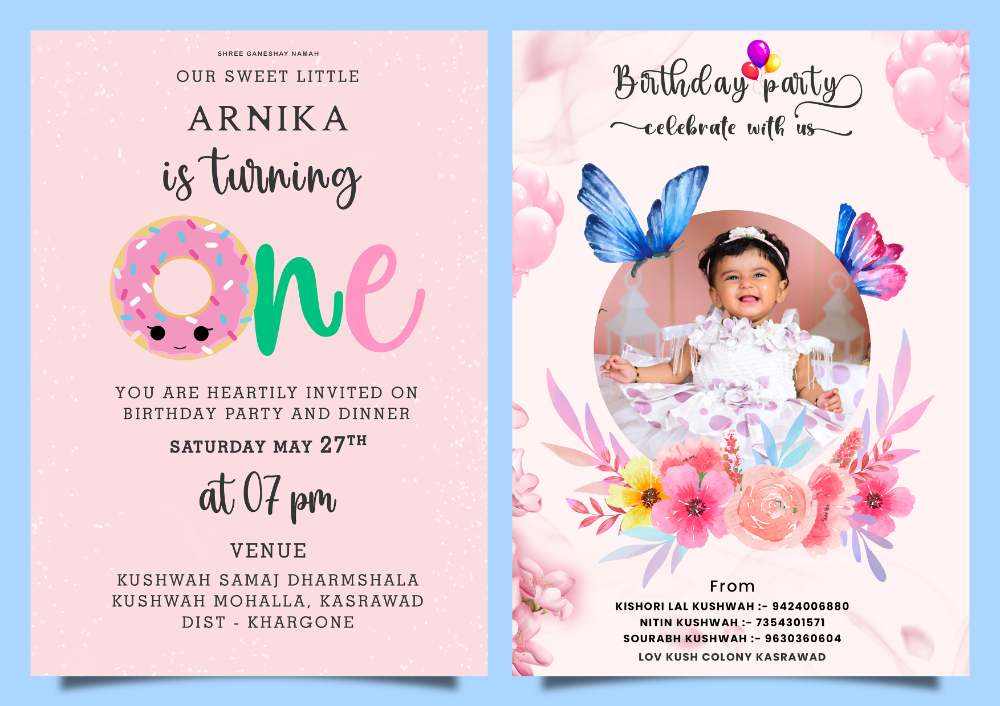 SHREE GANESHAY NAMAH
OUR SWEET LITTLE
ARNIKA
is turning
One
YOU ARE HEARTILY INVITED ON
BIRTHDAY PARTY AND DINNER
SATURDAY MAY 27TH
at 07 pm
VENUE
KUSHWAH SAMAJ DHARMSHALA
KUSHWAH MOHALLA, KASRAWAD
DIST - KHARGONE
Birthday party
celebrate with us
From
KISHORI LAL KUSHWAH :- 9424006880
NITIN KUSHWAH :- 7354301571
SOURABH KUSHWAH :- 9630360604
LOV KUSH COLONY KASRAWAD